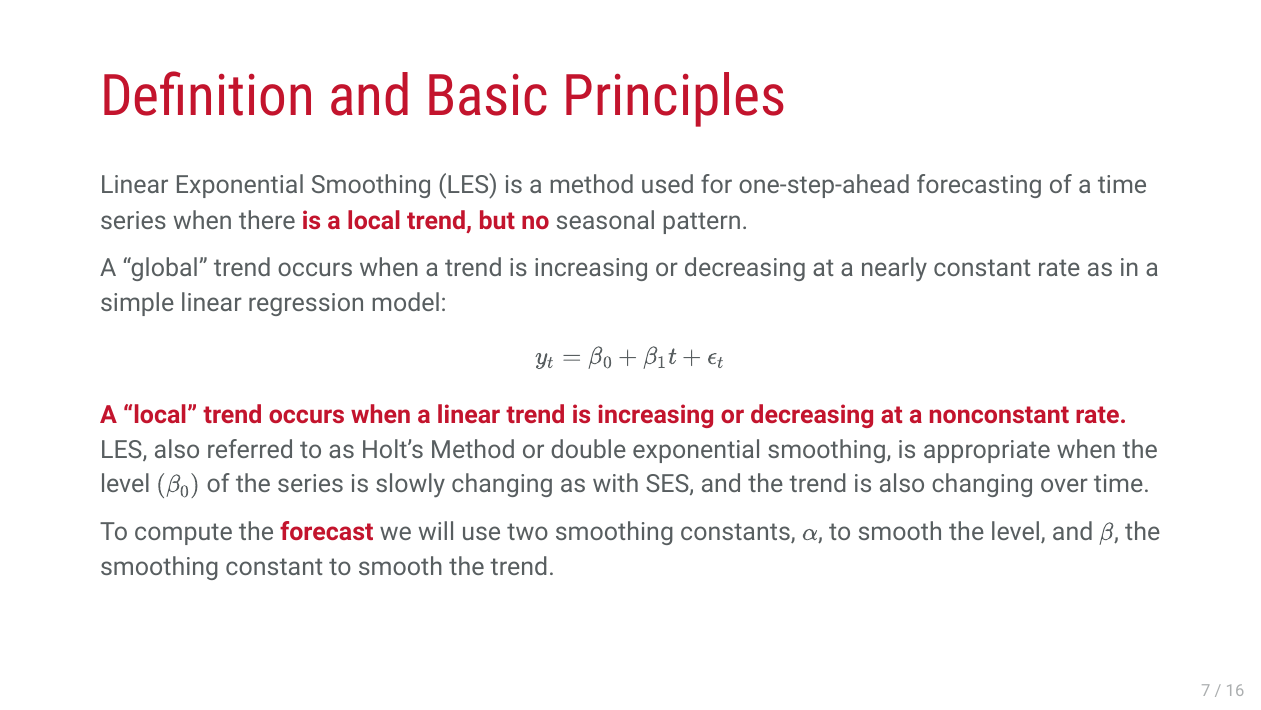 Definition and Basic Principles
Linear Exponential Smoothing (LES) is a method used for one-step-ahead forecasting of a time
series when there is a local trend, but no seasonal pattern.
A “global” trend occurs when a trend is increasing or decreasing at a nearly constant rate as in a
simple linear regression model:
yₜ = β₀ + β₁t + ϵₜ
A “local” trend occurs when a linear trend is increasing or decreasing at a nonconstant rate.
LES, also referred to as Holt’s Method or double exponential smoothing, is appropriate when the
level (β₀) of the series is slowly changing as with SES, and the trend is also changing over time.
To compute the forecast we will use two smoothing constants, α, to smooth the level, and β, the
smoothing constant to smooth the trend.
7 / 16